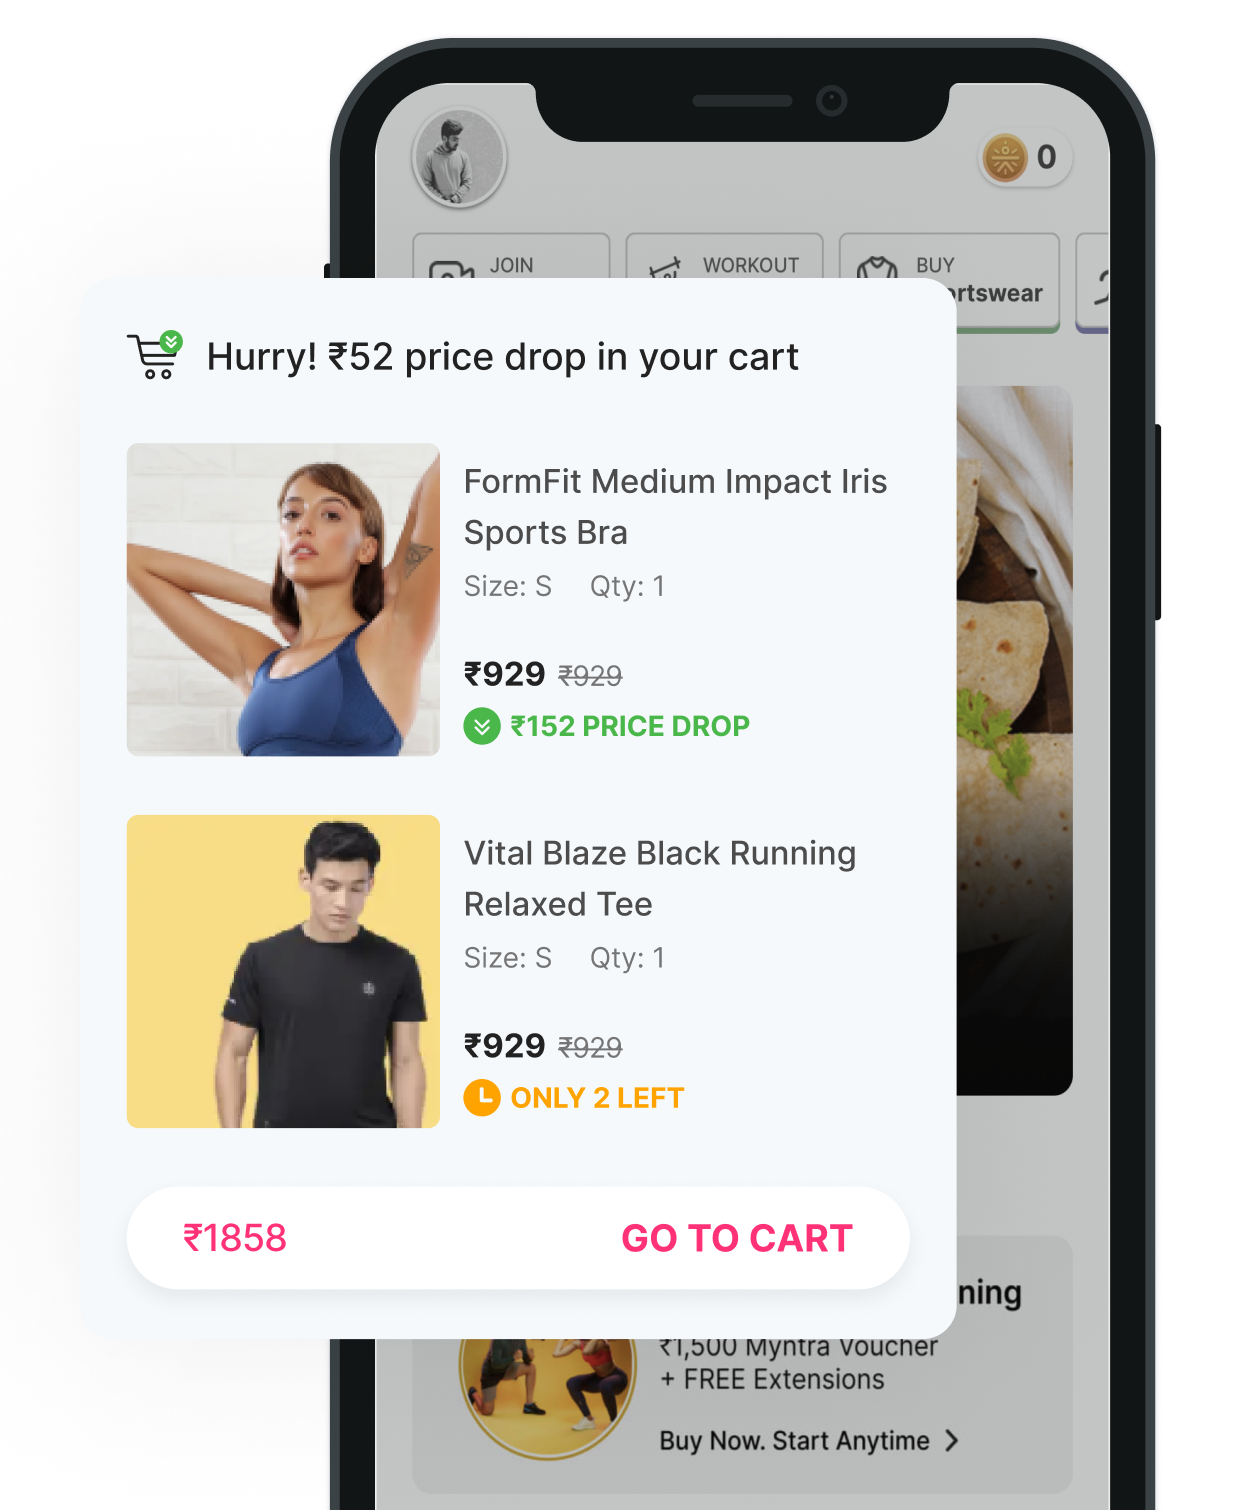 0
JOIN
WORKOUT
BUY
rtswear
Hurry! ₹52 price drop in your cart
FormFit Medium Impact Iris
Sports Bra
Size: S Qty: 1
₹929 ₹929
₹152 PRICE DROP
Vital Blaze Black Running
Relaxed Tee
Size: S Qty: 1
₹929 ₹929
ONLY 2 LEFT
₹1858 GO TO CART
ning
₹1,500 Myntra Voucher
+ FREE Extensions
Buy Now. Start Anytime